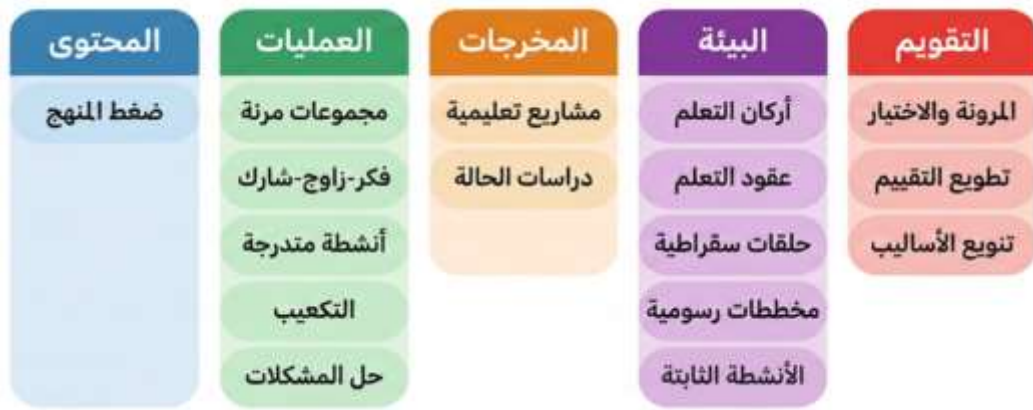 التقويم
المرونة والاختيار
تطويع التقييم
تنويع الأساليب
البيئة
أركان التعلم
عقود التعلم
حلقات سقراطية
مخططات رسومية
الأنشطة الثابتة
المخرجات
مشاريع تعليمية
دراسات الحالة
العمليات
مجموعات مرنة
فكر-زاوج-شارك
أنشطة متدرجة
التكعيب
حل المشكلات
المحتوى
ضغط المنهج